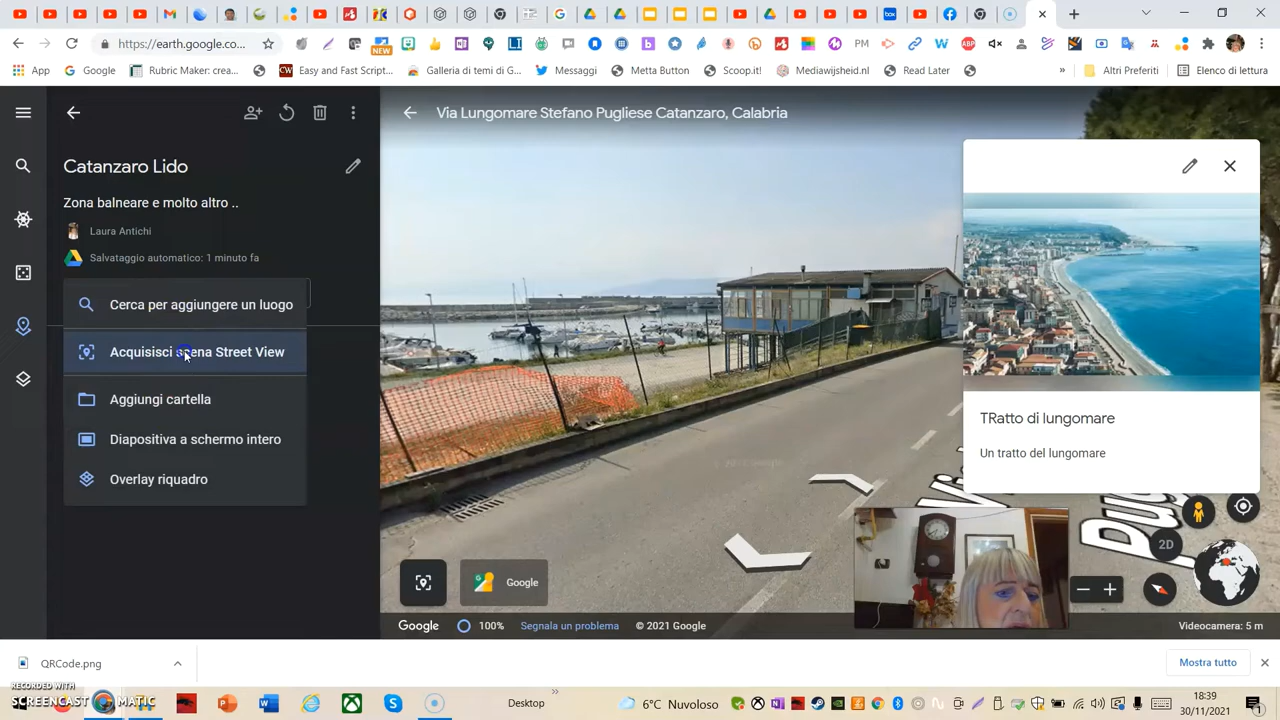 https://earth.google.co...
NEW
PM
ABP
App
Google
Rubric Maker: crea...
Easy and Fast Script...
Galleria di temi di G...
Messaggi
Metta Button
Scoop.it!
Mediawijsheid.nl
Read Later
»
Altri Preferiti
Elenco di lettura
Via Lungomare Stefano Pugliese Catanzaro, Calabria
Catanzaro Lido
Zona balneare e molto altro ..
Laura Antichi
Salvataggio automatico: 1 minuto fa
Cerca per aggiungere un luogo
Acquisisci scena Street View
Aggiungi cartella
Diapositiva a schermo intero
Overlay riquadro
TRatto di lungomare
Un tratto del lungomare
2D
Google
Google
100%
Segnala un problema
© 2021 Google
Videocamera: 5 m
QRCode.png
Mostra tutto
RECORDED WITH
SCREENCAST MATIC
Desktop
»
6°C Nuvoloso
18:39
30/11/2021